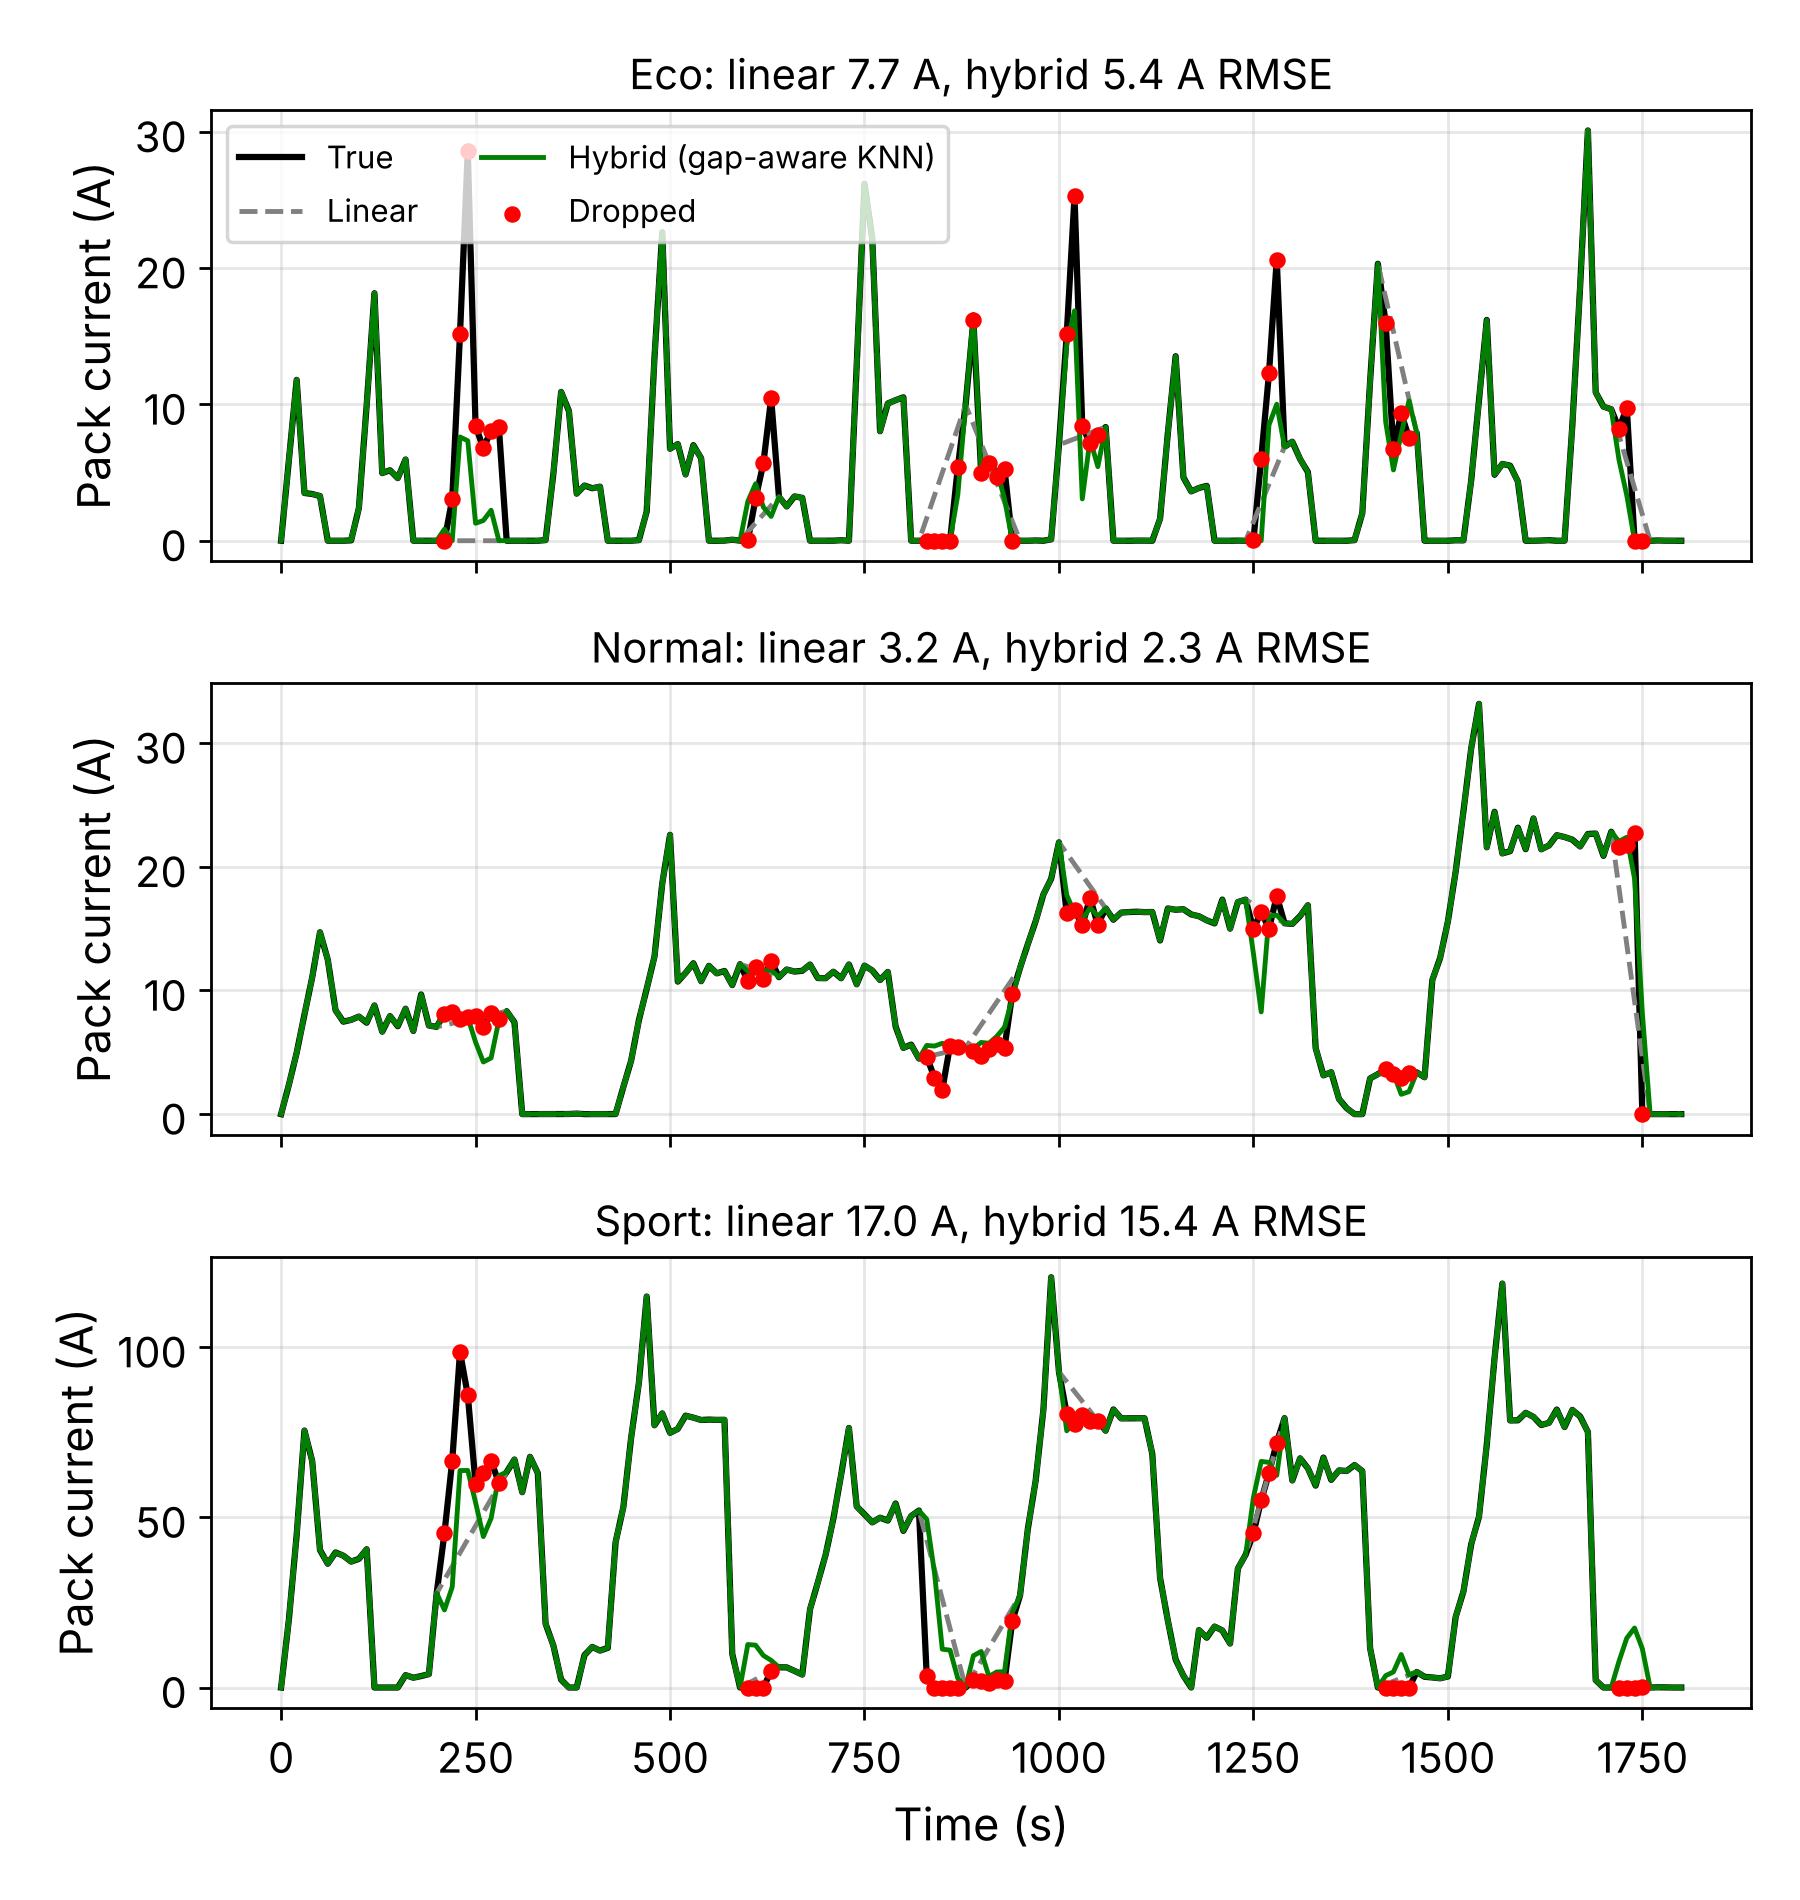 Eco: linear 7.7 A, hybrid 5.4 A RMSE
Pack current (A)
30
20
10
0
True
Hybrid (gap-aware KNN)
Linear
Dropped
Normal: linear 3.2 A, hybrid 2.3 A RMSE
Pack current (A)
30
20
10
0
Sport: linear 17.0 A, hybrid 15.4 A RMSE
Pack current (A)
100
50
0
0 250 500 750 1000 1250 1500 1750
Time (s)